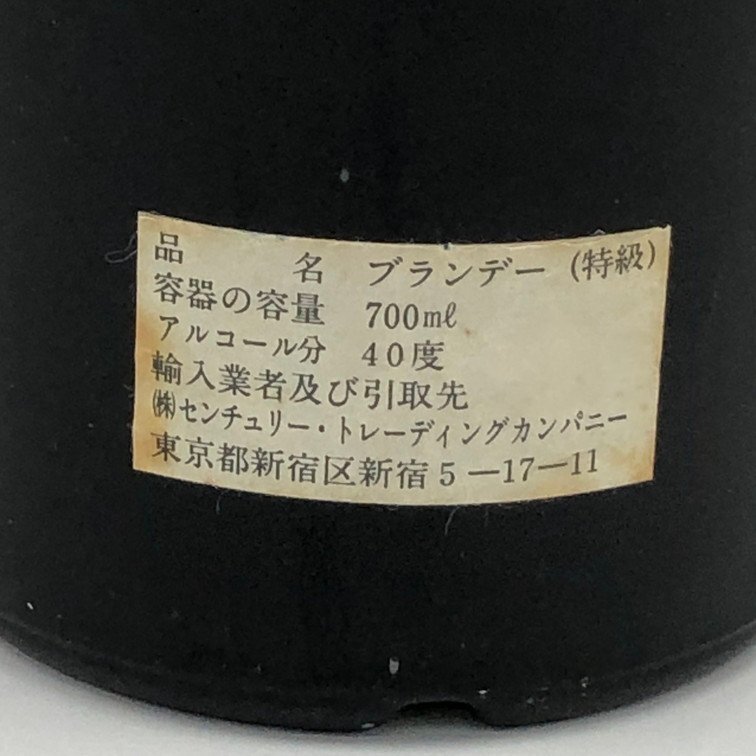 品　　　名　ブランデー (特級)
容器の容量　700mℓ
アルコール分　40度
輸入業者及び引取先
㈱センチュリー・トレーディングカンパニー
東京都新宿区新宿5―17―11